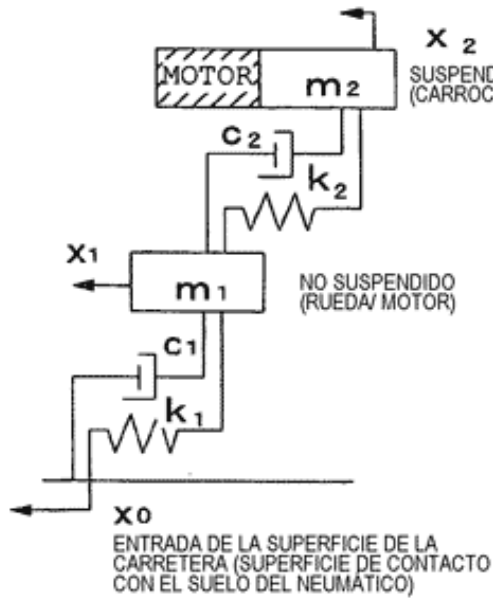 x 2
MOTOR
m2
SUSPEND
(CARROC
c2
k2
x1
m1
NO SUSPENDIDO
(RUEDA/ MOTOR)
c1
k1
x0
ENTRADA DE LA SUPERFICIE DE LA
CARRETERA (SUPERFICIE DE CONTACTO
CON EL SUELO DEL NEUMÁTICO)